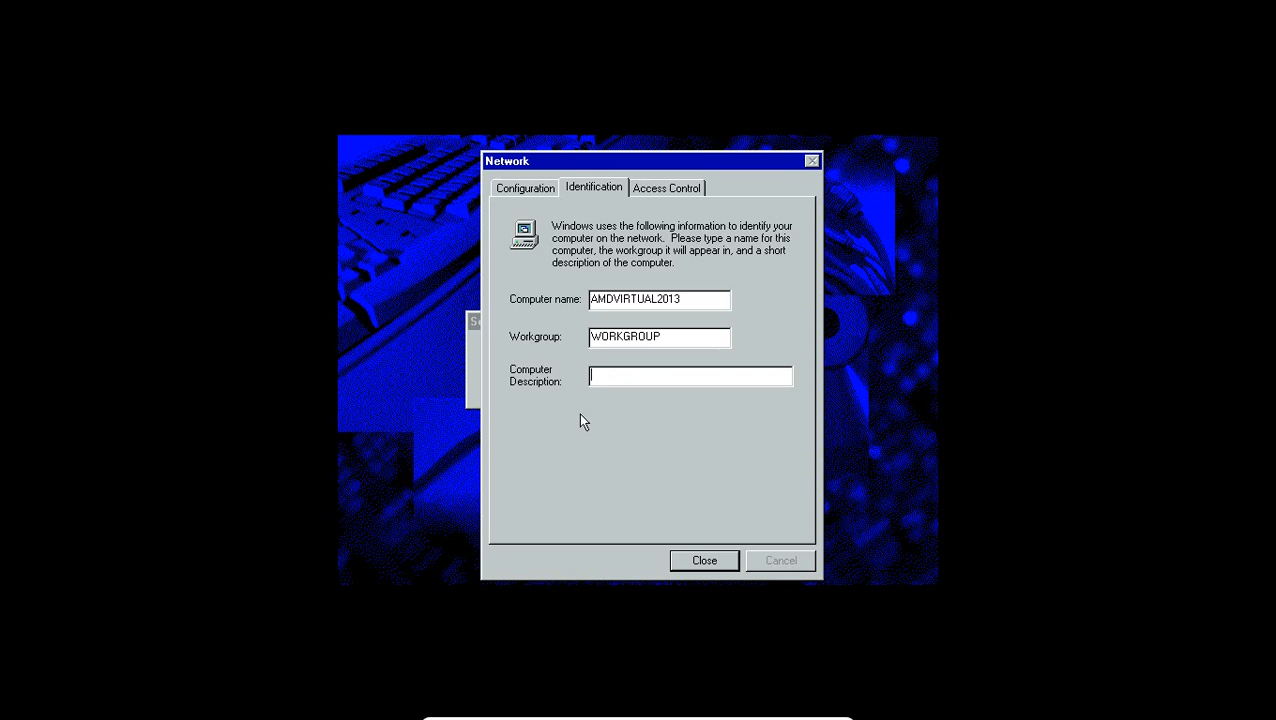 Network
Configuration Identification Access Control
Windows uses the following information to identify your
computer on the network. Please type a name for this
computer, the workgroup it will appear in, and a short
description of the computer.
Computer name: AMDVIRTUAL2013
Workgroup: WORKGROUP
Computer
Description:
Close Cancel